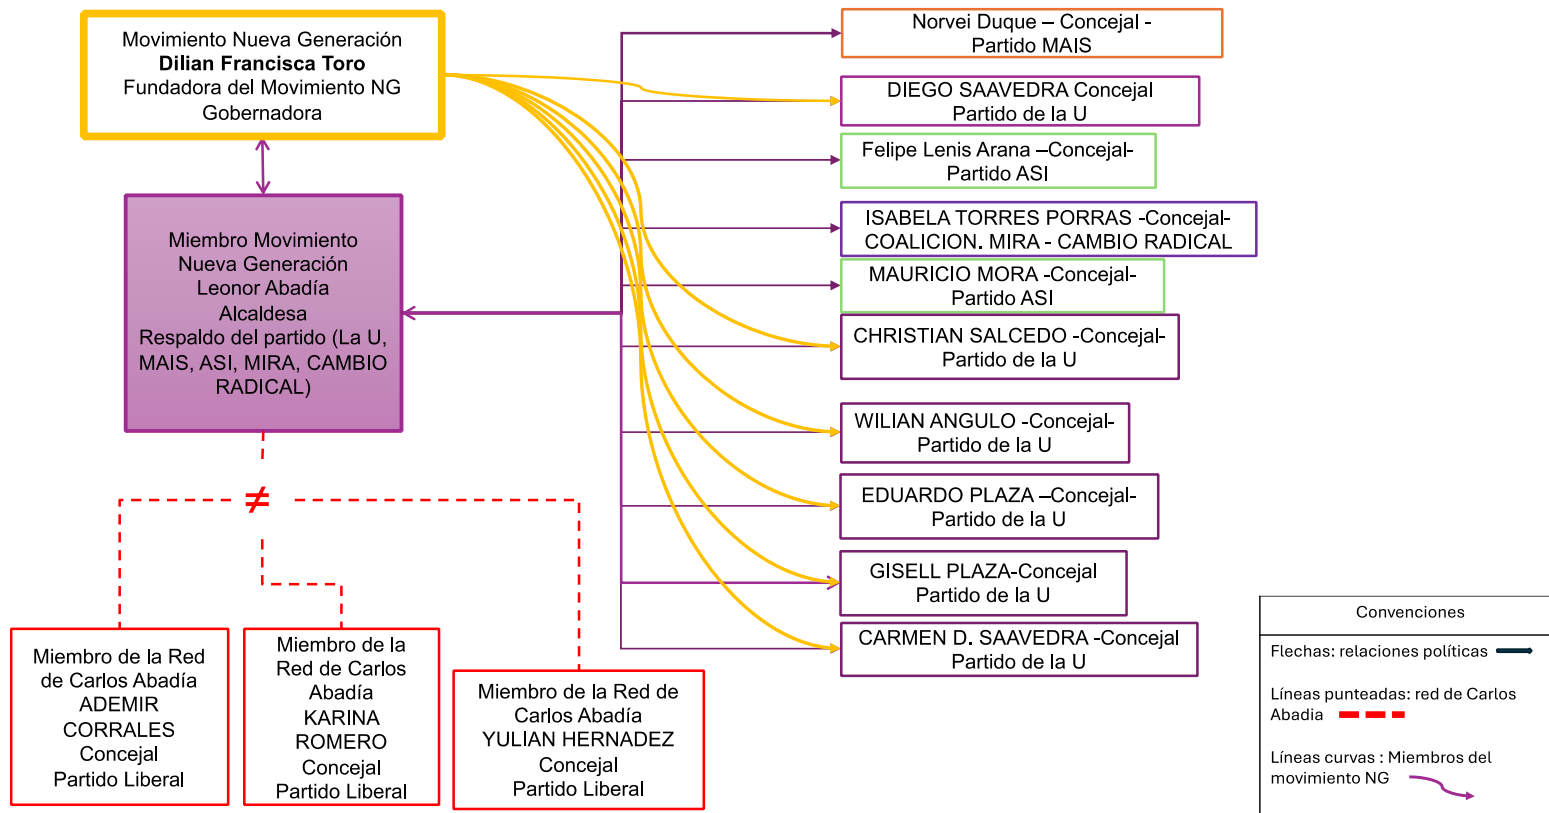 Movimiento Nueva Generación
Dilian Francisca Toro
Fundadora del Movimiento NG
Gobernadora
Miembro Movimiento
Nueva Generación
Leonor Abadía
Alcaldesa
Respaldo del partido (La U,
MAIS, ASI, MIRA, CAMBIO
RADICAL)
≠
Miembro de la Red
de Carlos Abadía
ADEMIR
CORRALES
Concejal
Partido Liberal
Miembro de la
Red de Carlos
Abadía
KARINA
ROMERO
Concejal
Partido Liberal
Miembro de la Red de
Carlos Abadía
YULIAN HERNADEZ
Concejal
Partido Liberal
Norvei Duque – Concejal -
Partido MAIS
DIEGO SAAVEDRA Concejal
Partido de la U
Felipe Lenis Arana –Concejal-
Partido ASI
ISABELA TORRES PORRAS -Concejal-
COALICION. MIRA - CAMBIO RADICAL
MAURICIO MORA -Concejal-
Partido ASI
CHRISTIAN SALCEDO -Concejal-
Partido de la U
WILIAN ANGULO -Concejal-
Partido de la U
EDUARDO PLAZA –Concejal-
Partido de la U
GISELL PLAZA-Concejal
Partido de la U
CARMEN D. SAAVEDRA -Concejal
Partido de la U
Convenciones
Flechas: relaciones políticas
Líneas punteadas: red de Carlos
Abadia
Líneas curvas : Miembros del
movimiento NG